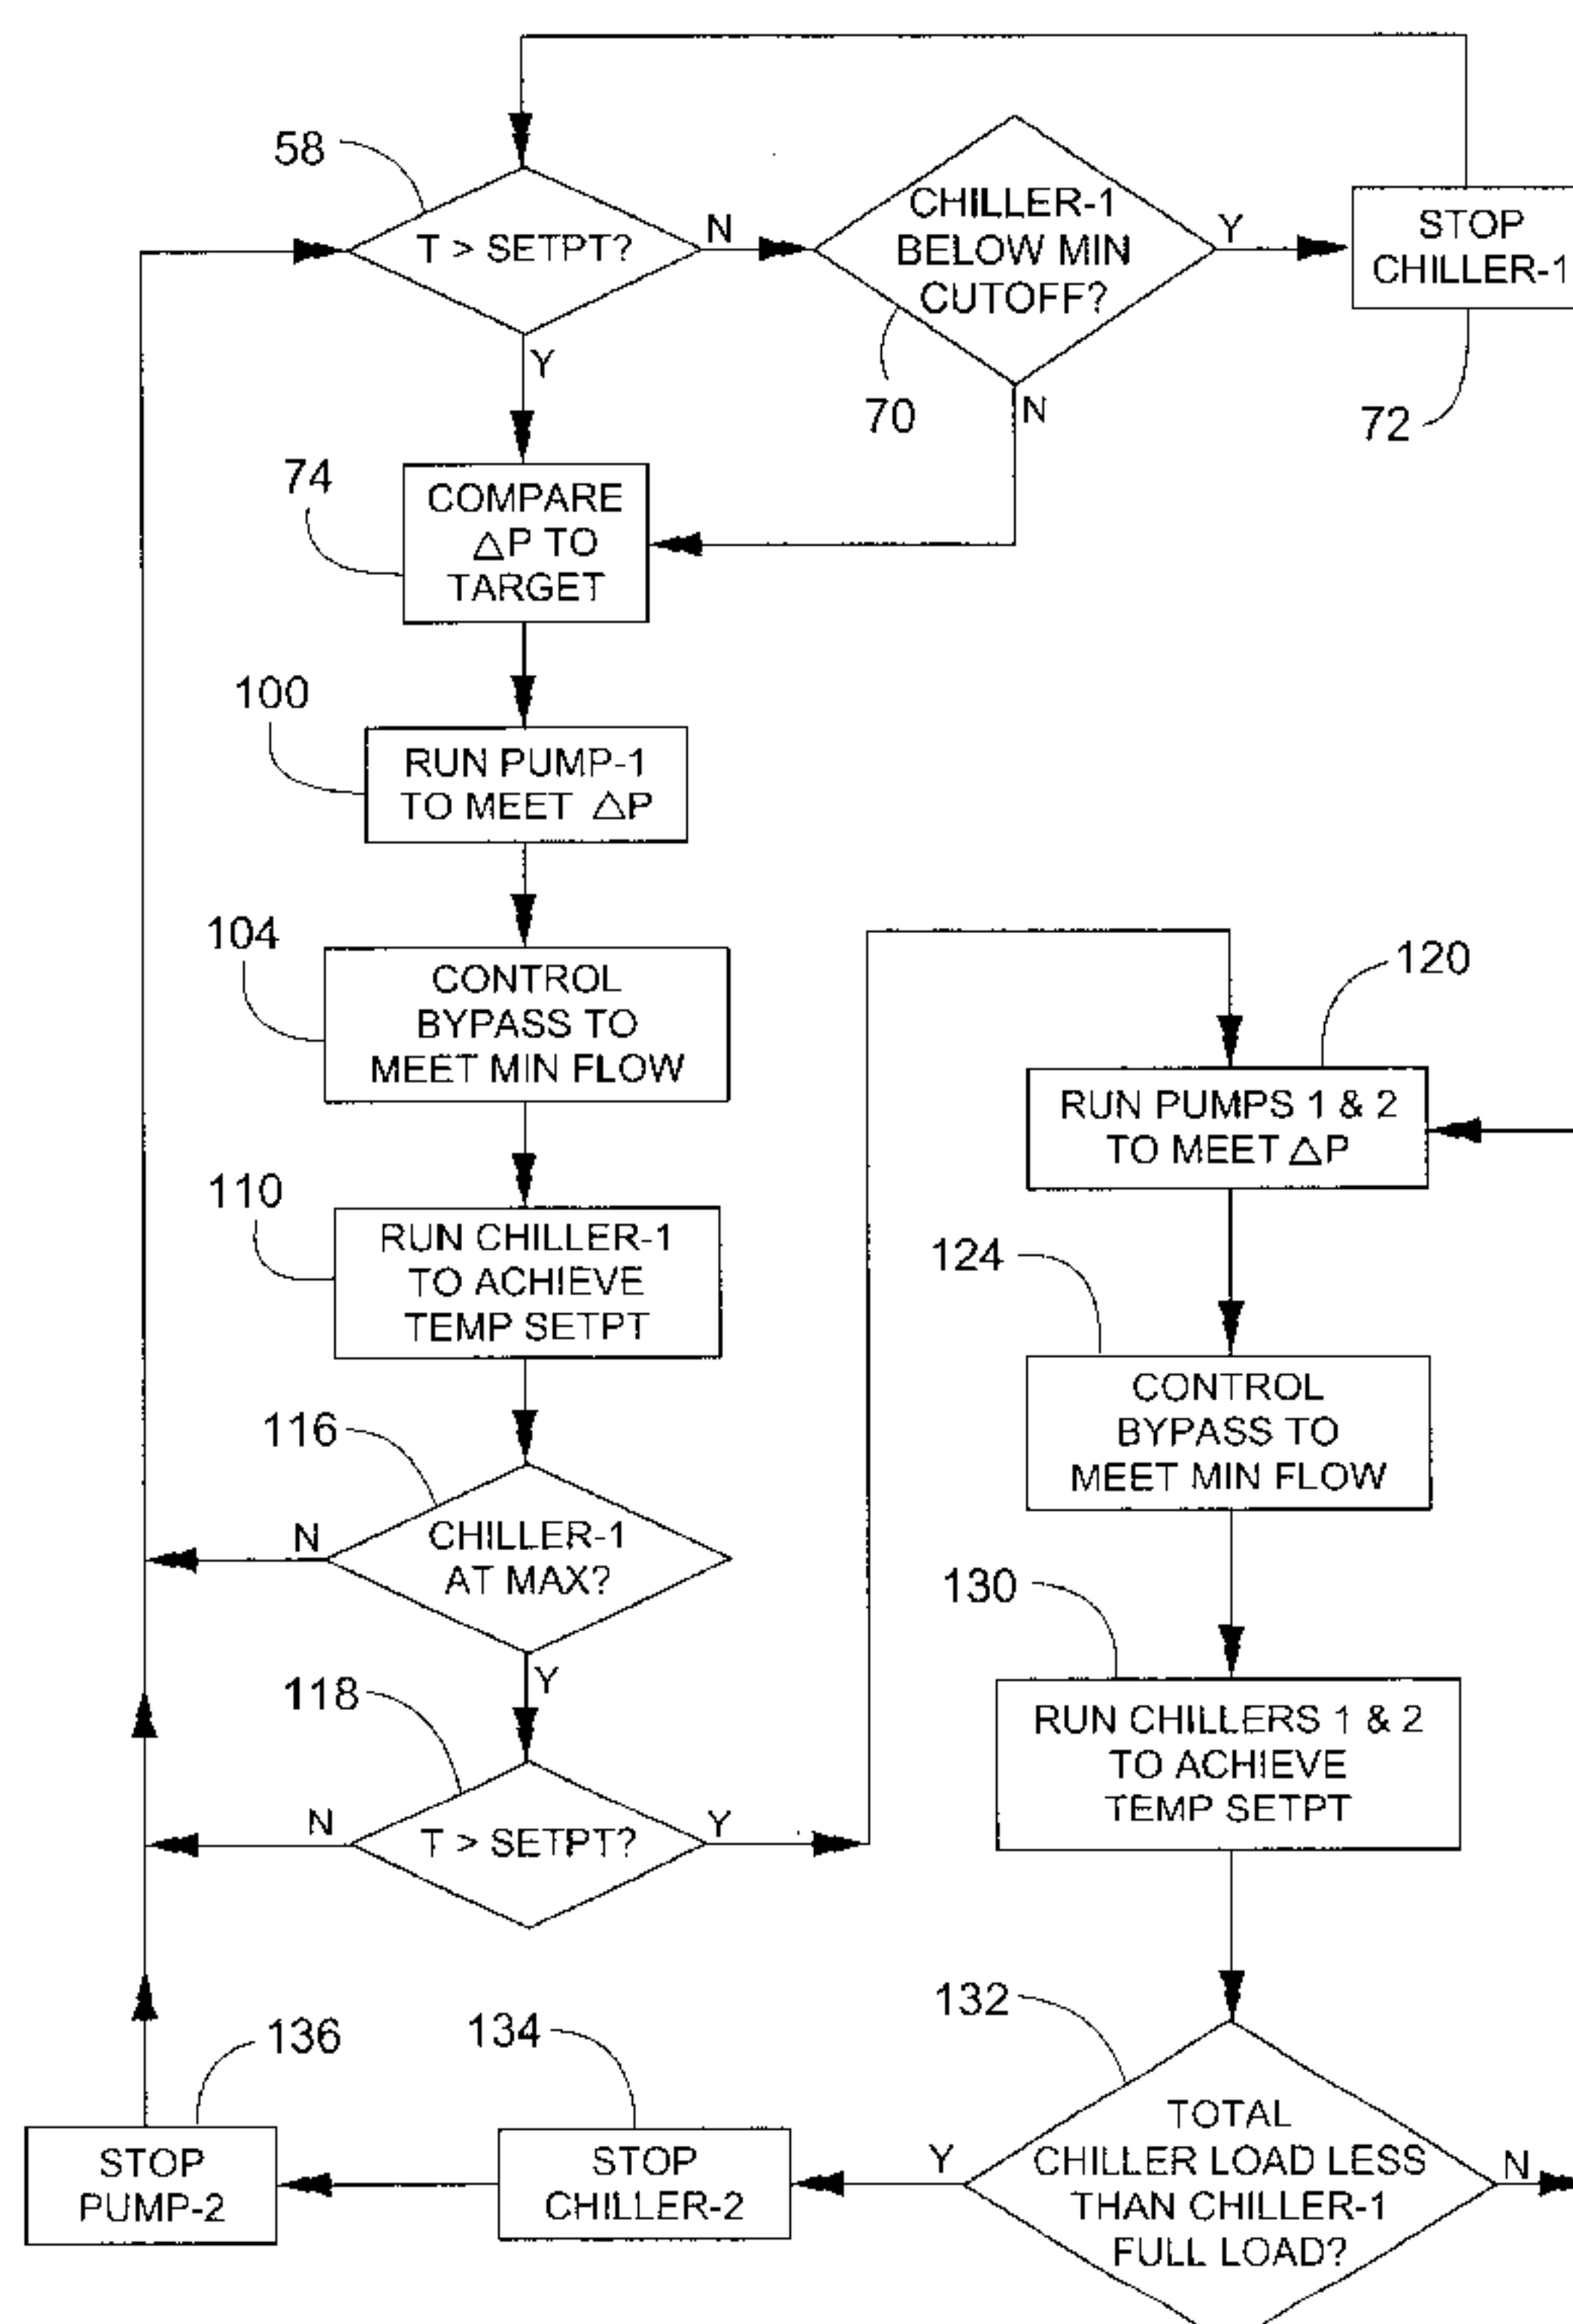 58
T > SETPT?
N
Y
CHILLER-1
BELOW MIN
CUTOFF?
Y
N
70
STOP
CHILLER-1
72
74
COMPARE
△P TO
TARGET
100
RUN PUMP-1
TO MEET △P
104
CONTROL
BYPASS TO
MEET MIN FLOW
110
RUN CHILLER-1
TO ACHIEVE
TEMP SETPT
116
CHILLER-1
AT MAX?
N
Y
118
T > SETPT?
N
Y
120
RUN PUMPS 1 & 2
TO MEET △P
124
CONTROL
BYPASS TO
MEET MIN FLOW
130
RUN CHILLERS 1 & 2
TO ACHIEVE
TEMP SETPT
132
TOTAL
CHILLER LOAD LESS
THAN CHILLER-1
FULL LOAD?
Y
N
134
STOP
CHILLER-2
136
STOP
PUMP-2